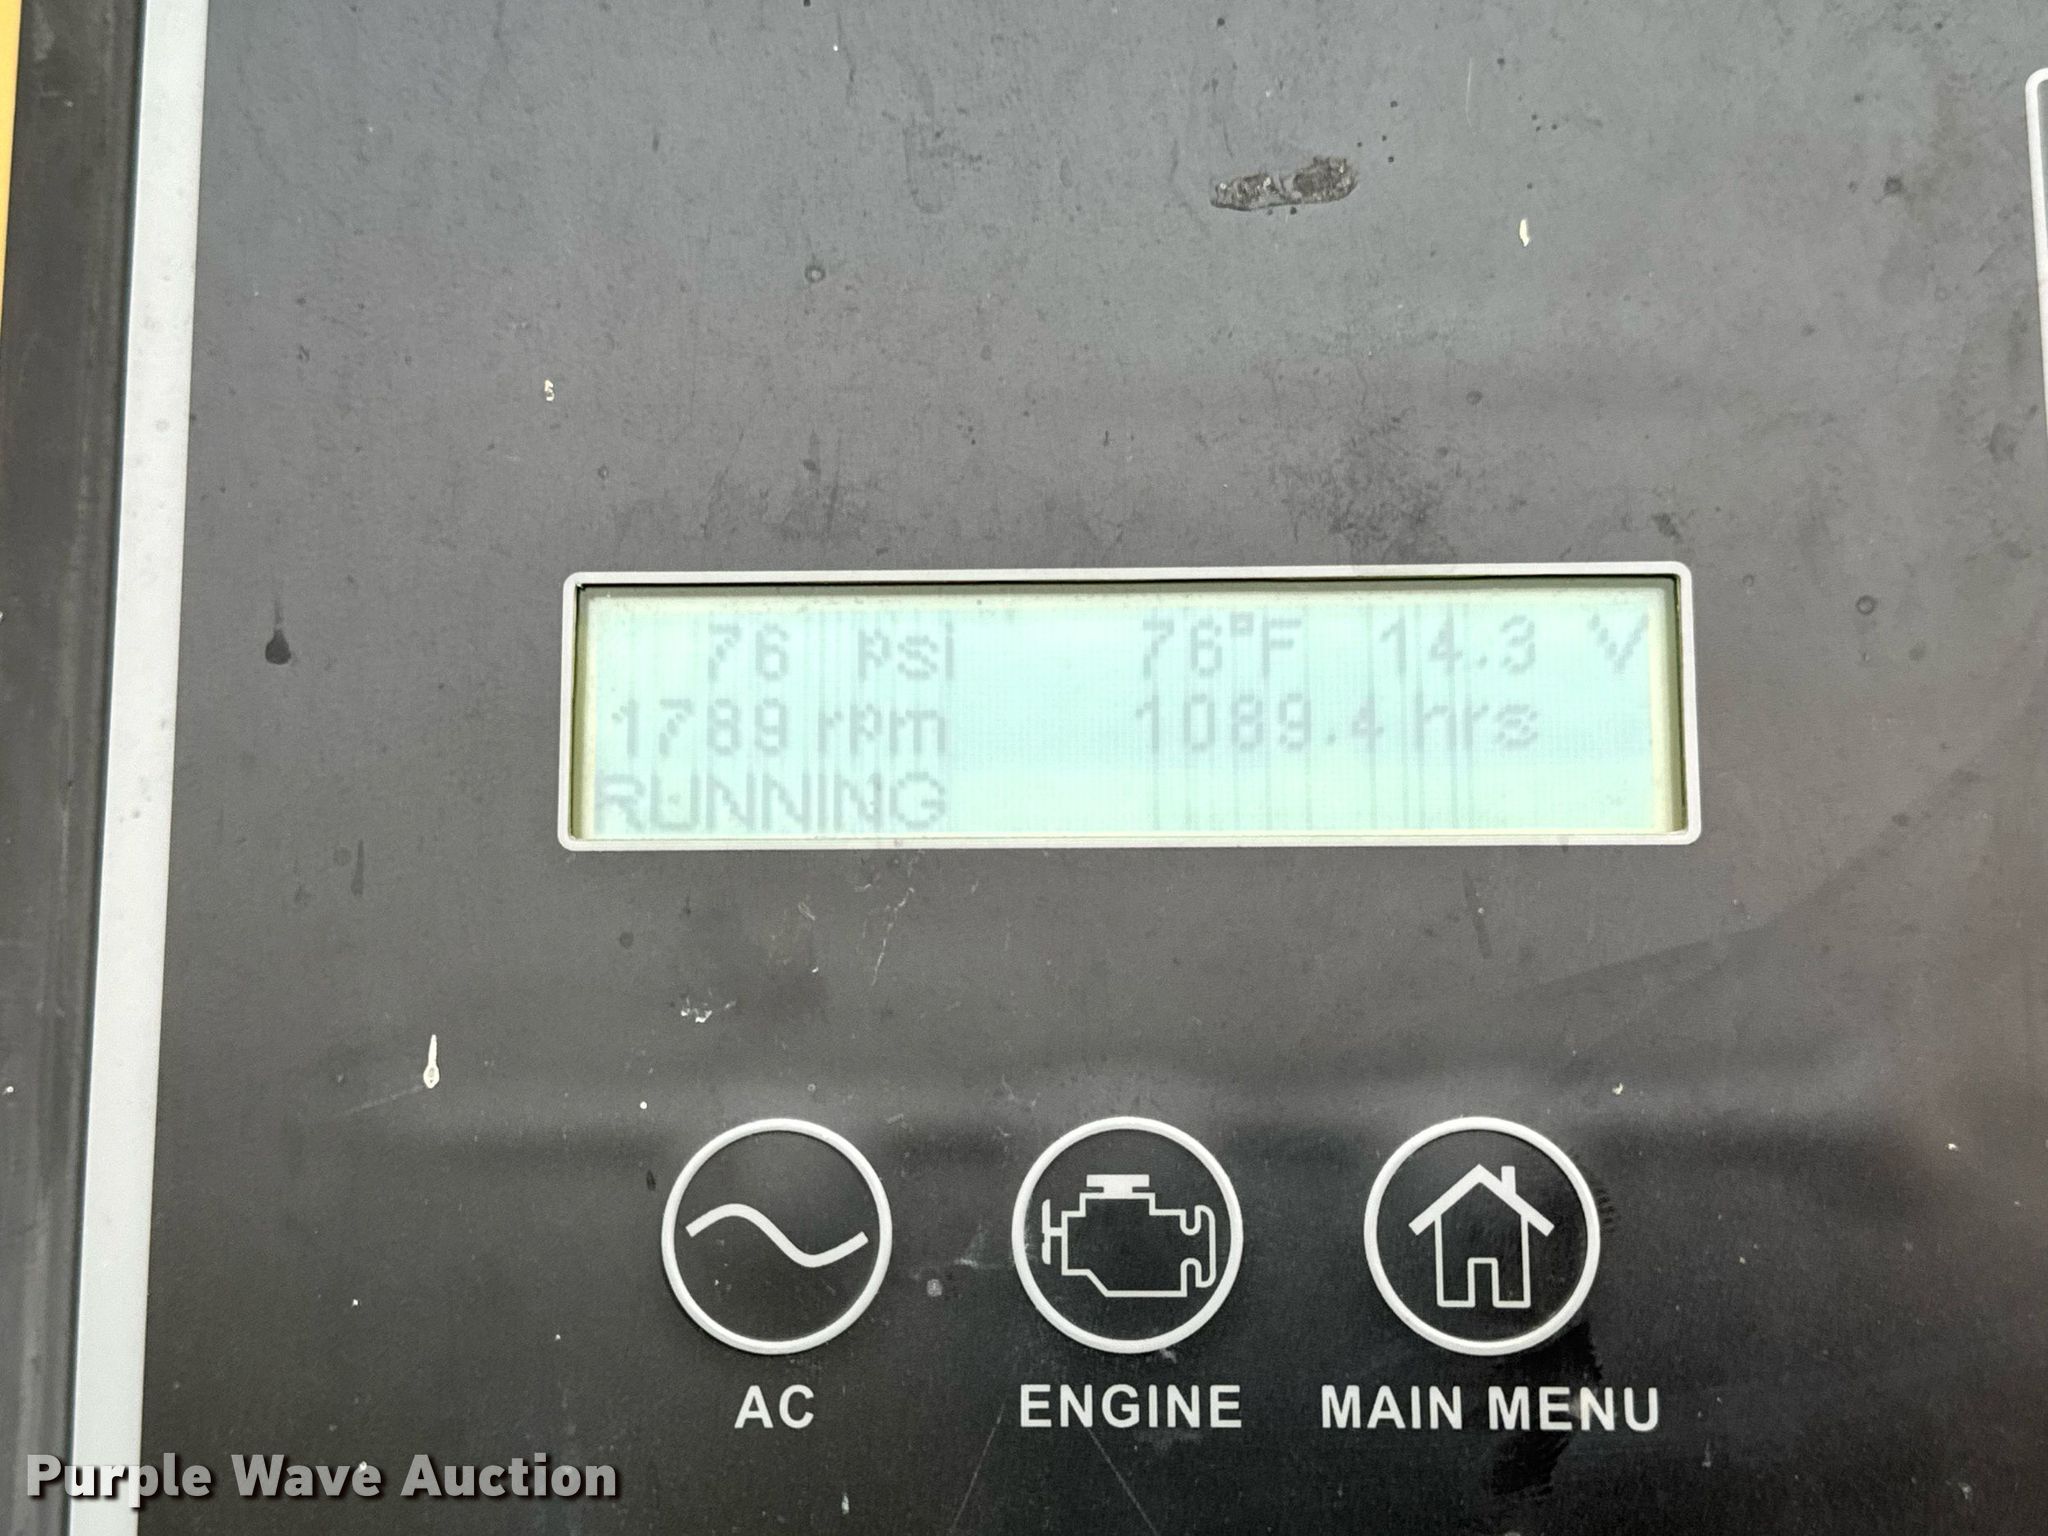 76 psi 76°F 14.3 V
1789 rpm 1089.4 hrs
RUNNING
AC ENGINE MAIN MENU
Purple Wave Auction